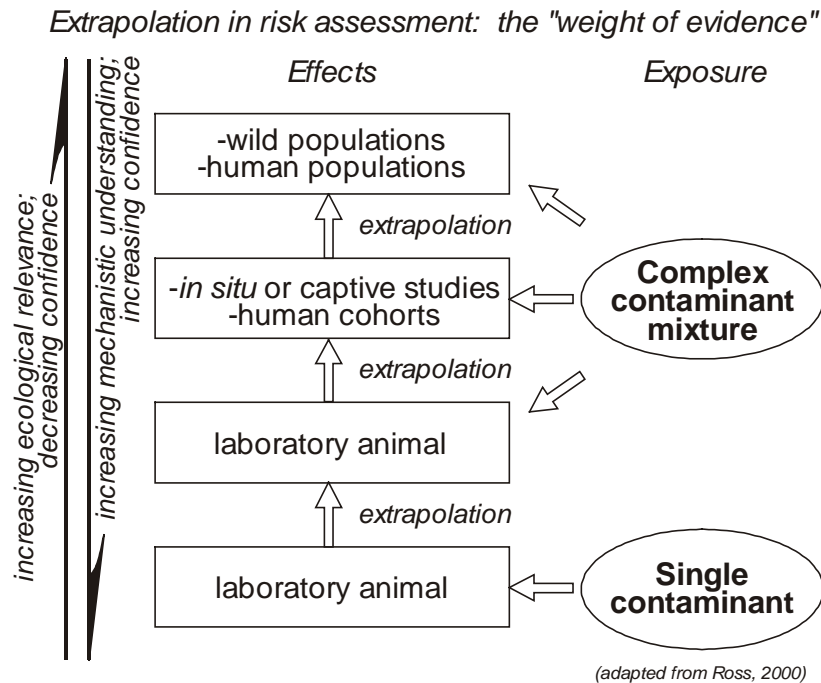 Extrapolation in risk assessment: the "weight of evidence"
Effects
Exposure
increasing ecological relevance;
decreasing confidence
increasing mechanistic understanding;
increasing confidence
-wild populations
-human populations
extrapolation
-in situ or captive studies
-human cohorts
Complex
contaminant
mixture
extrapolation
laboratory animal
extrapolation
laboratory animal
Single
contaminant
(adapted from Ross, 2000)